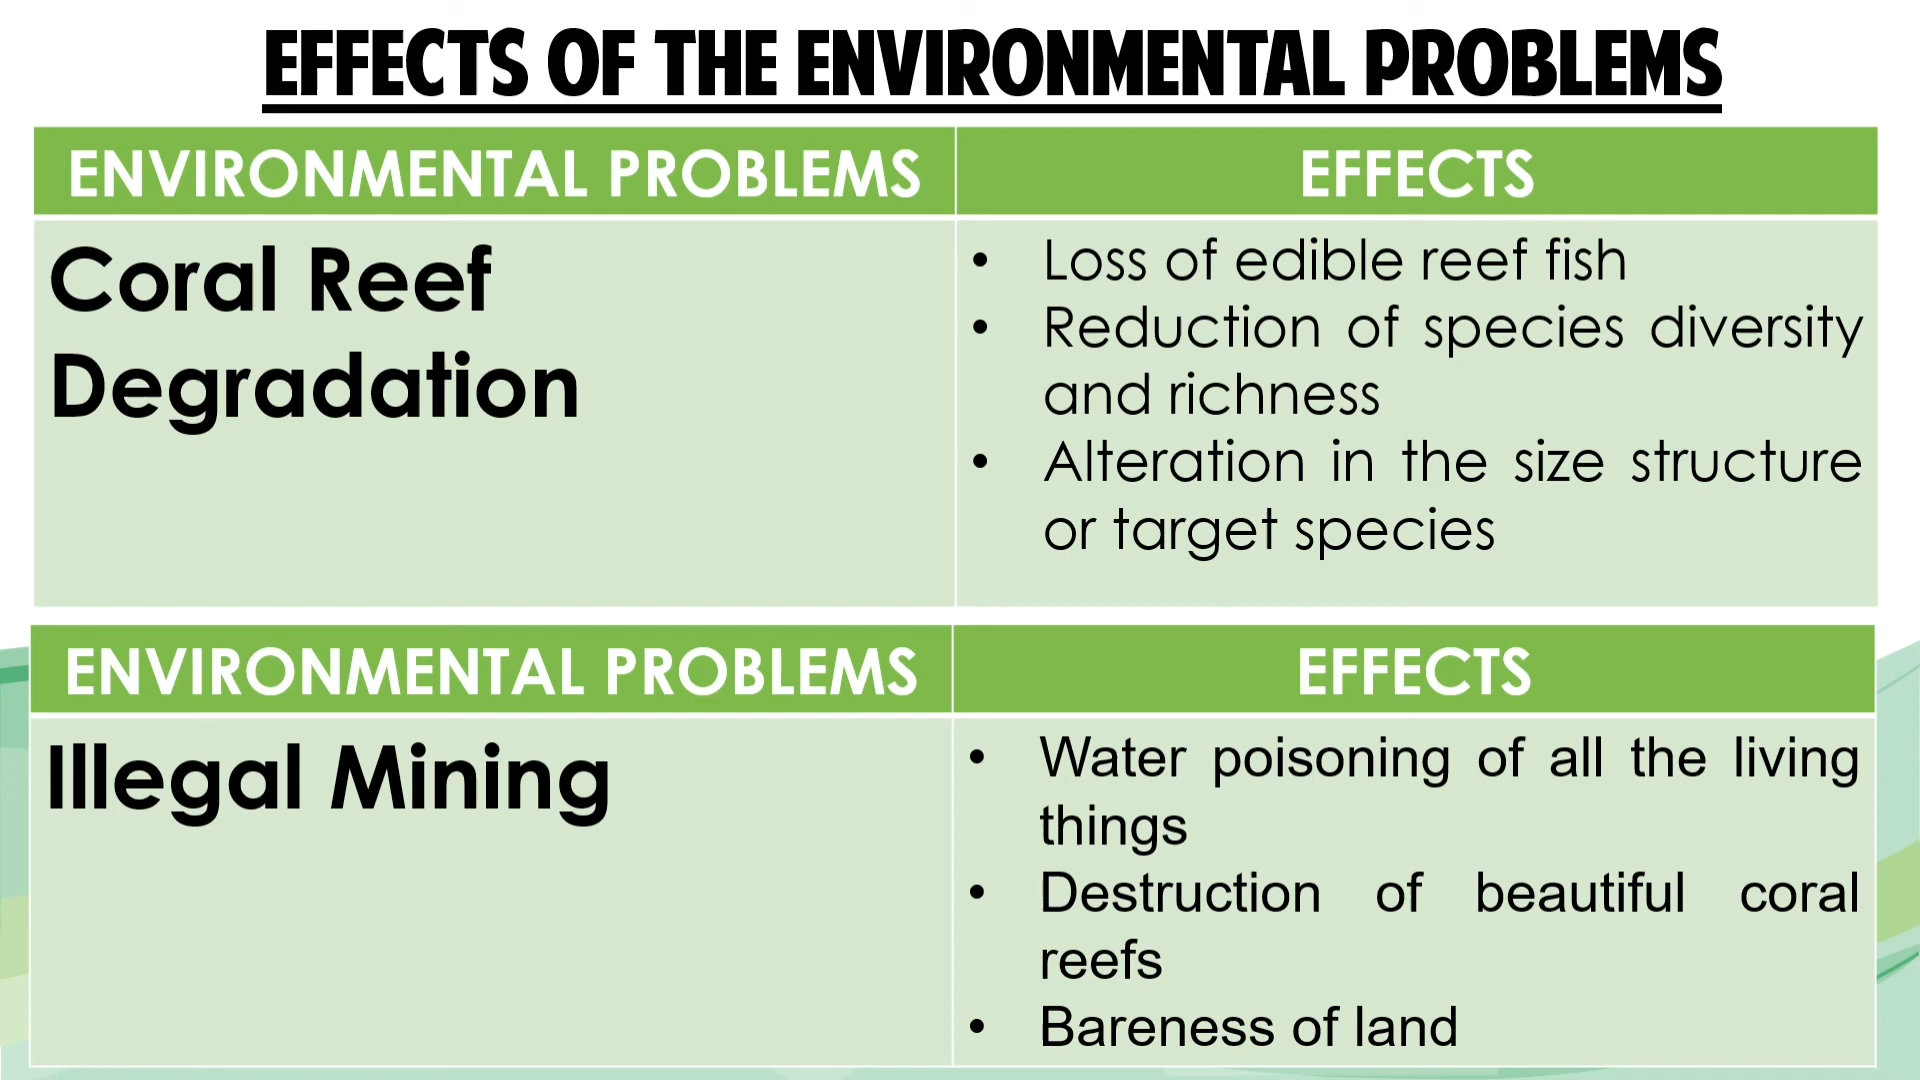 EFFECTS OF THE ENVIRONMENTAL PROBLEMS
ENVIRONMENTAL PROBLEMS
EFFECTS
Coral Reef
Degradation
• Loss of edible reef fish
• Reduction of species diversity
and richness
• Alteration in the size structure
or target species
ENVIRONMENTAL PROBLEMS
EFFECTS
Illegal Mining
• Water poisoning of all the living
things
• Destruction of beautiful coral
reefs
• Bareness of land